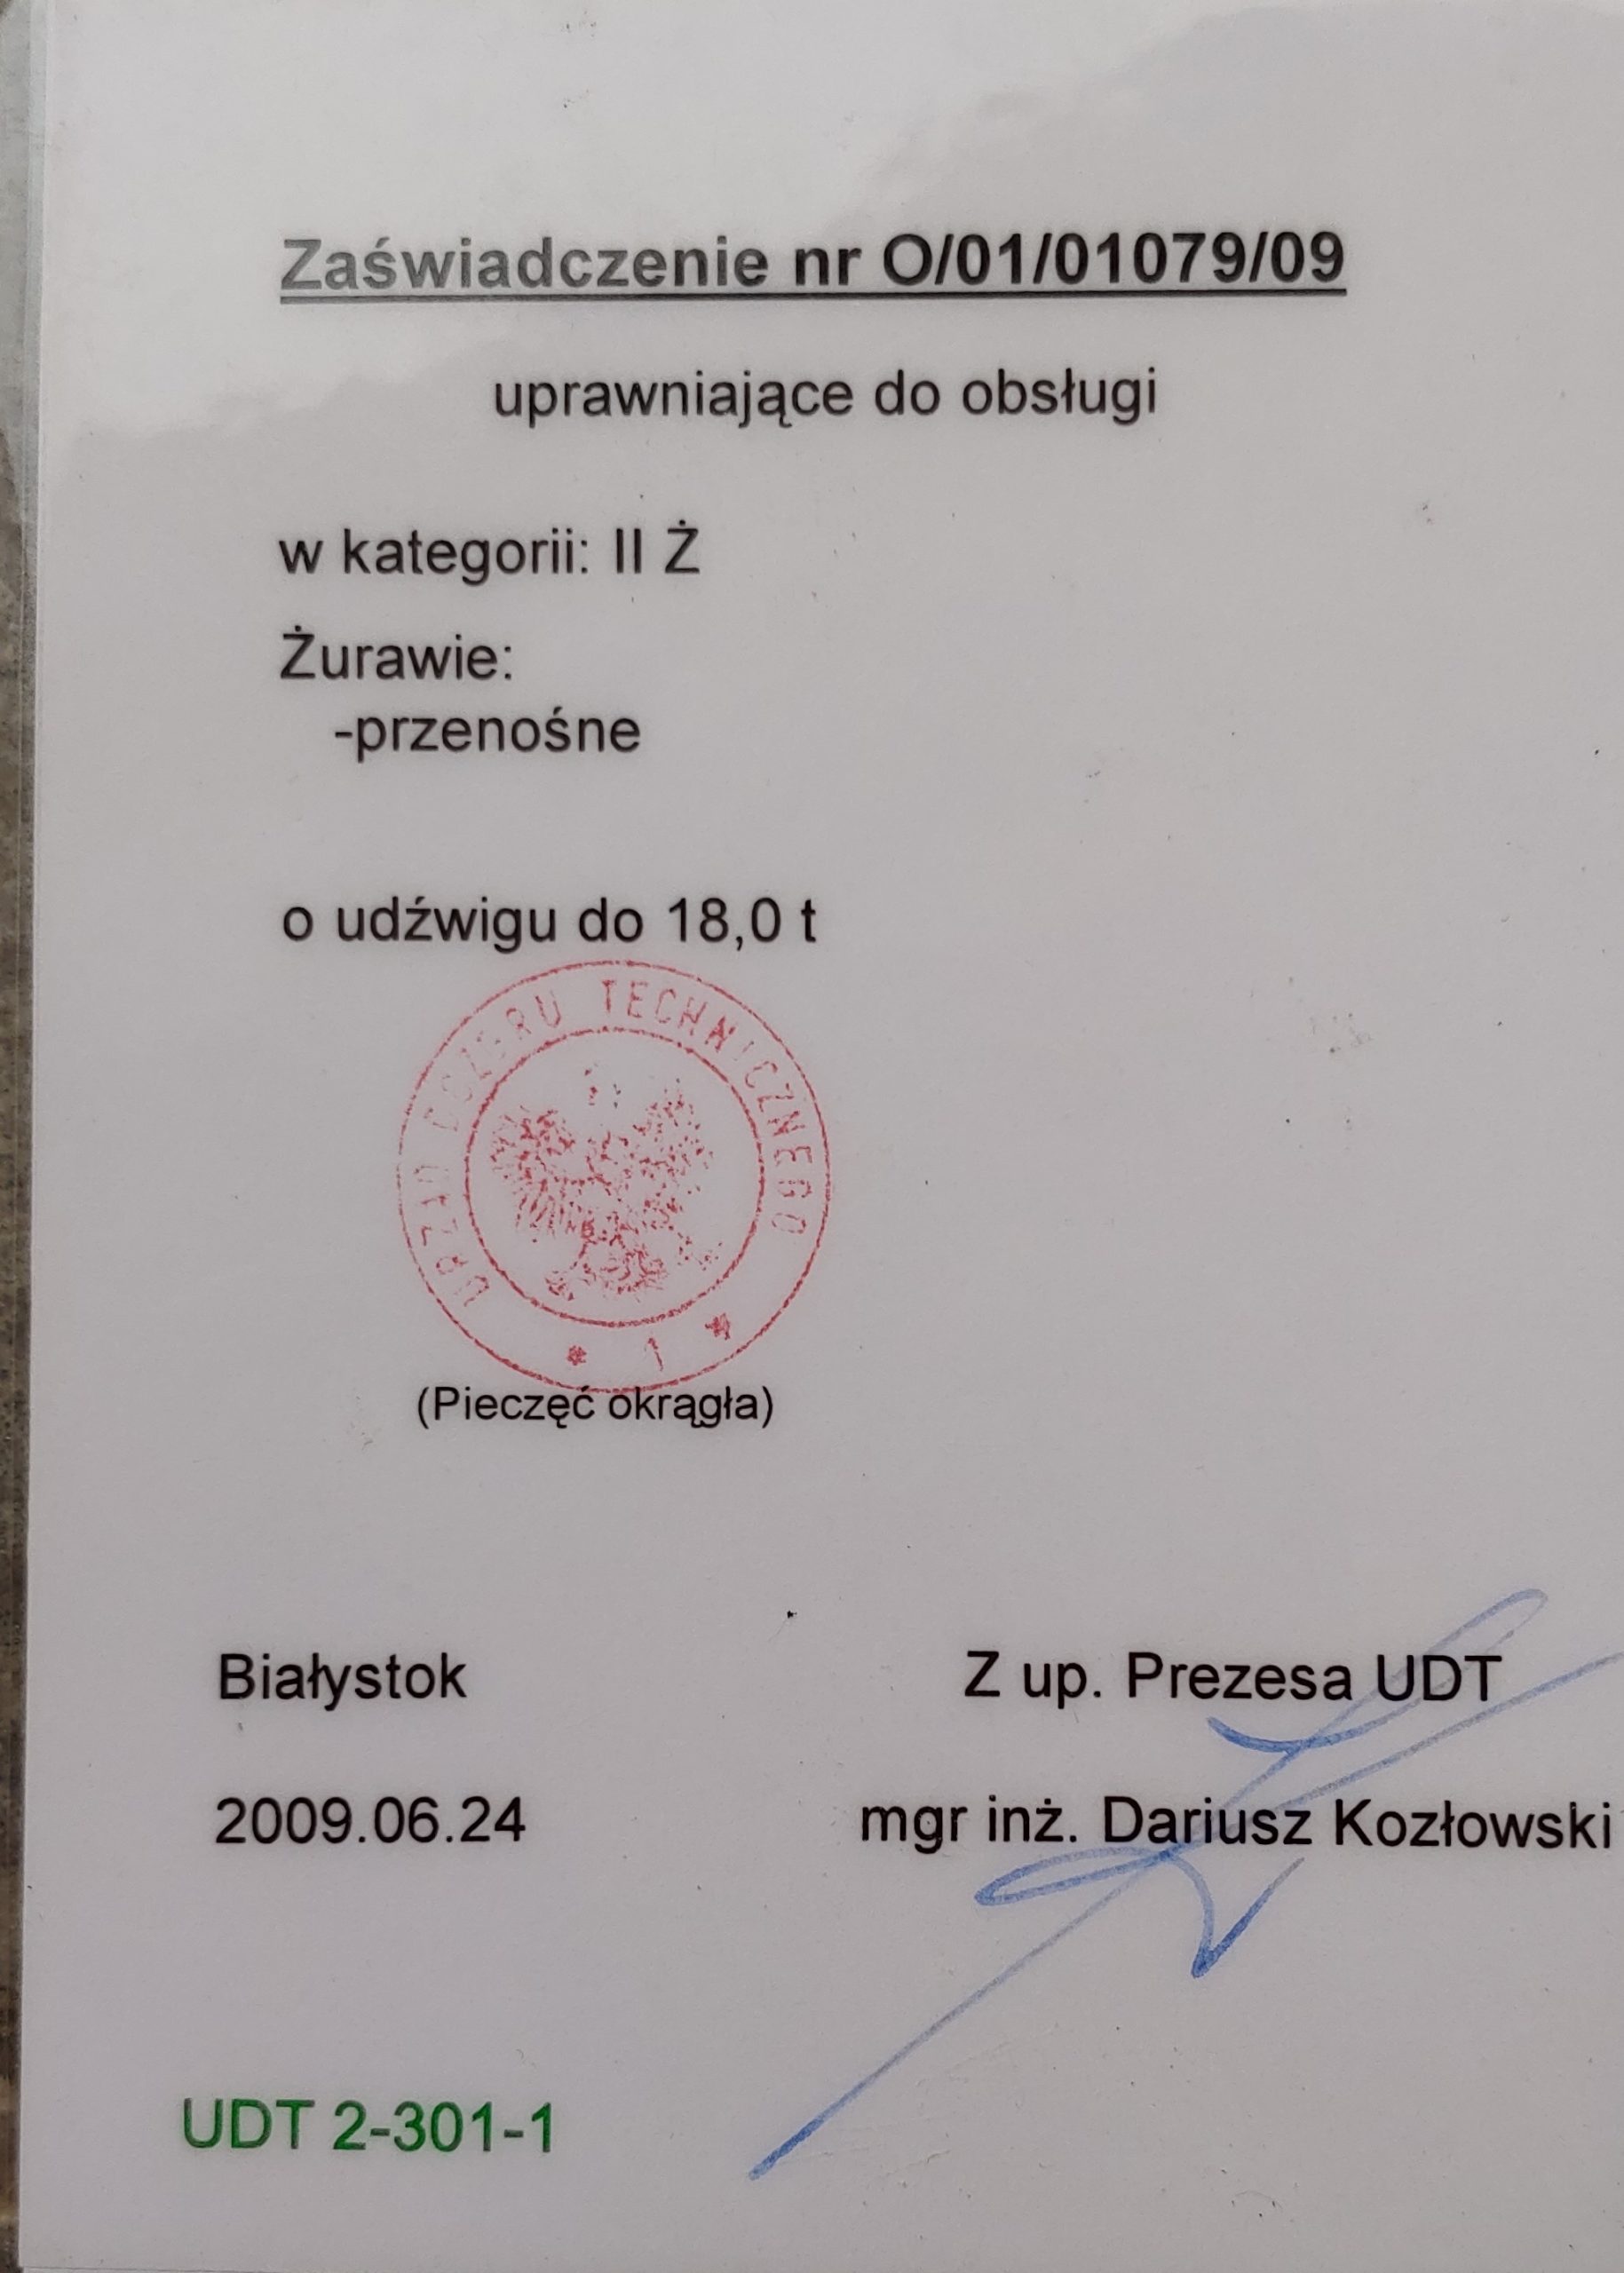 Zaświadczenie nr O/01/01079/09
uprawniające do obsługi
w kategorii: II Ż
Żurawie:
-przenośne
o udźwigu do 18,0 t
URZĄD DOZORU TECHNICZNEGO
* 1 *
(Pieczęć okrągła)
Białystok
Z up. Prezesa UDT
2009.06.24
mgr inż. Dariusz Kozłowski
UDT 2-301-1